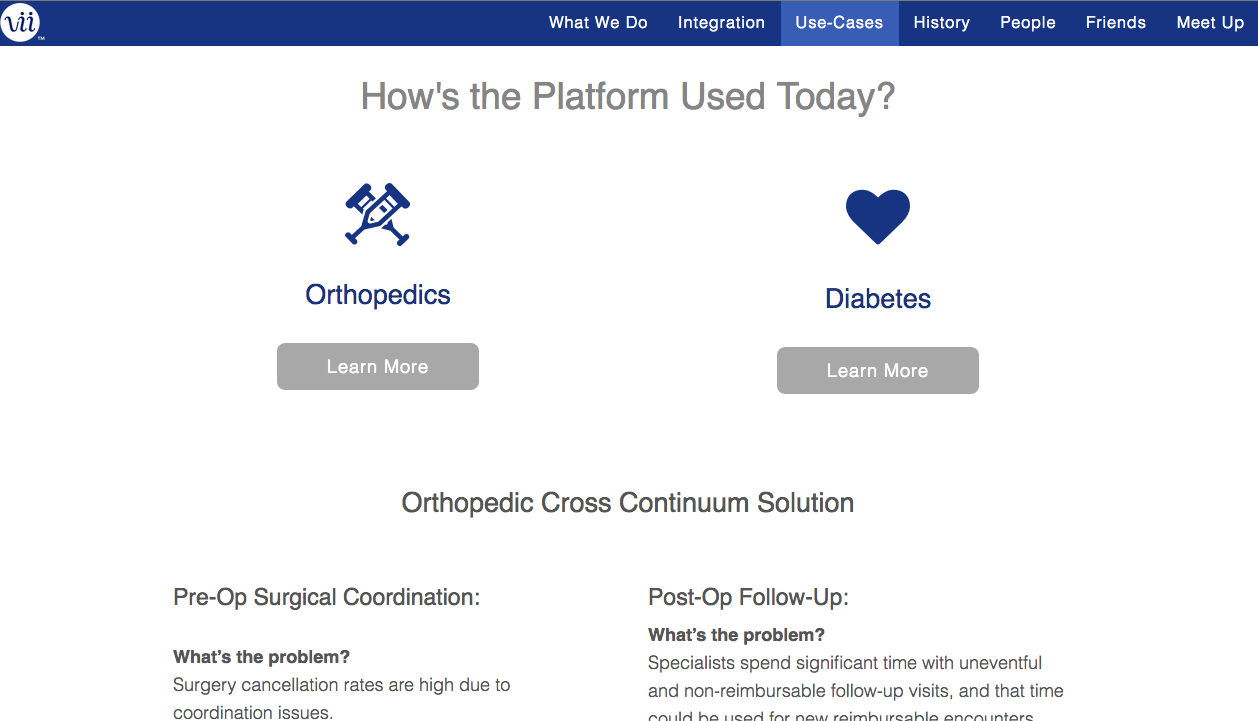 vii™
What We Do
Integration
Use-Cases
History
People
Friends
Meet Up
How's the Platform Used Today?
Orthopedics
Learn More
Diabetes
Learn More
Orthopedic Cross Continuum Solution
Pre-Op Surgical Coordination:
What’s the problem?
Surgery cancellation rates are high due to
coordination issues.
Post-Op Follow-Up:
What’s the problem?
Specialists spend significant time with uneventful
and non-reimbursable follow-up visits, and that time
could be used for new reimbursable encounters.